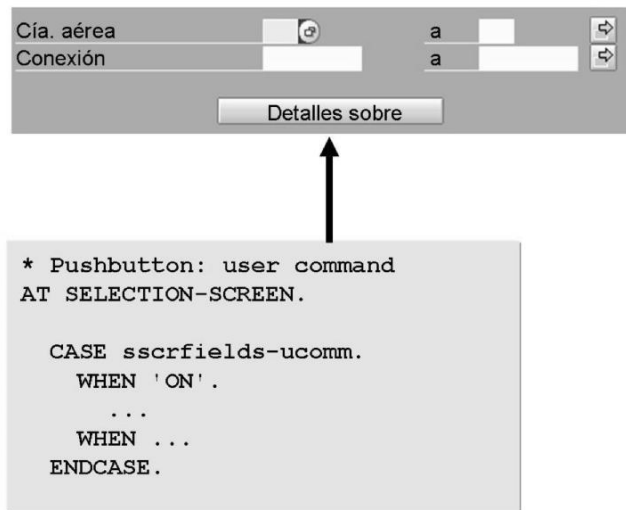 Cía. aérea a
Conexión a
Detalles sobre
* Pushbutton: user command
AT SELECTION-SCREEN.
CASE sscrfields-ucomm.
WHEN 'ON'.
...
WHEN ...
ENDCASE.